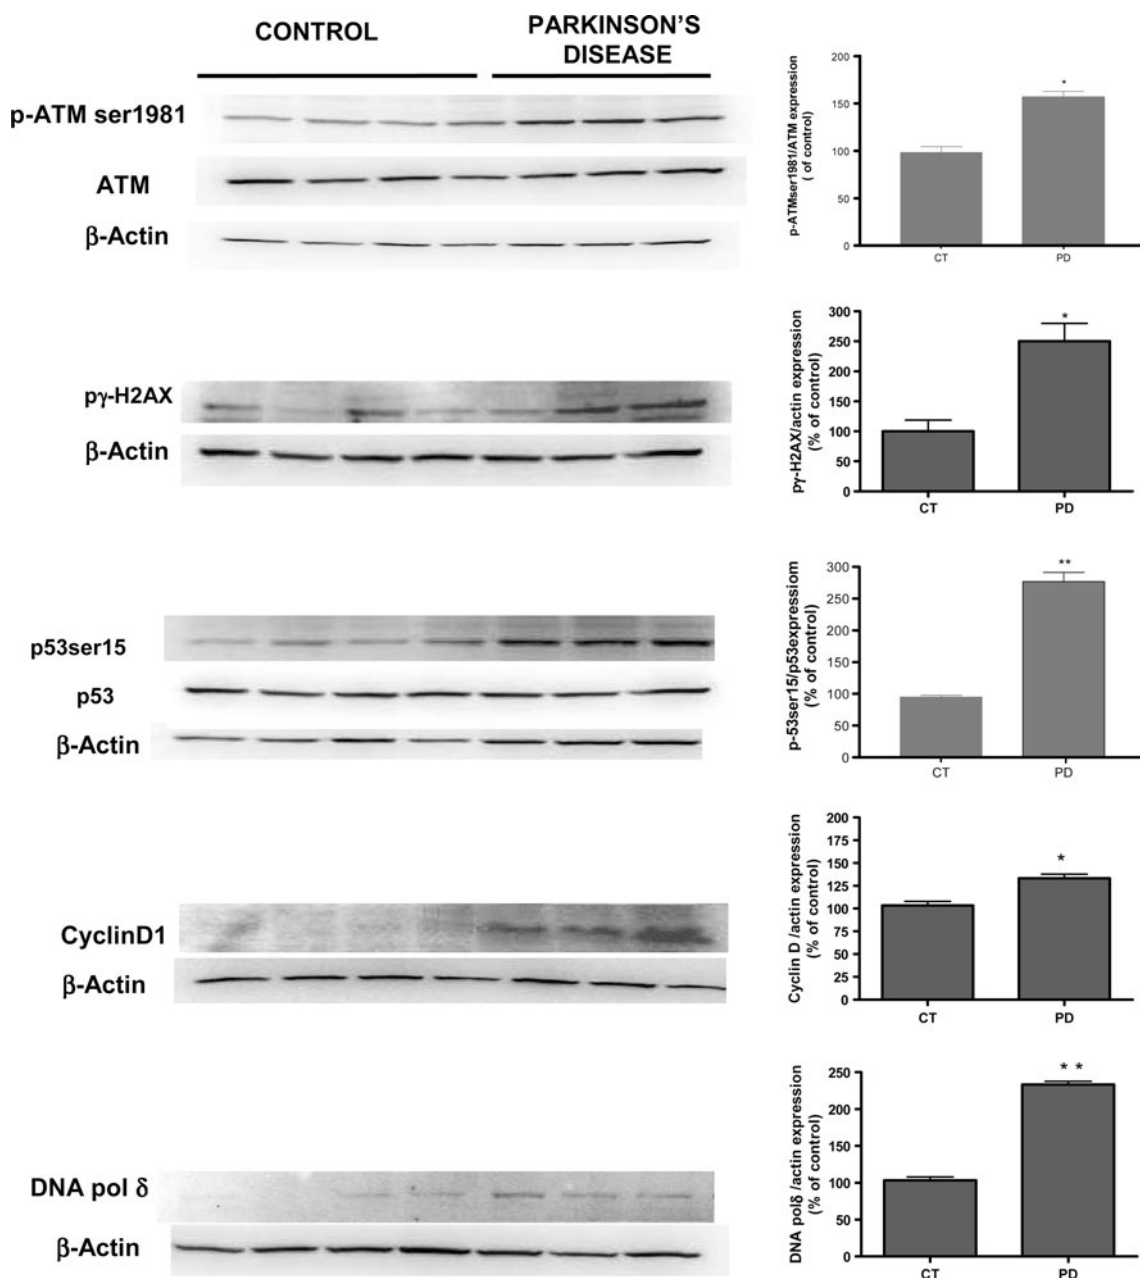 CONTROL
PARKINSON'S
DISEASE
p-ATM ser1981
ATM
β-Actin
p-ATMser1981/ATM expression
( of control)
200
150
100
50
0
CT PD
*
pγ-H2AX
β-Actin
pγ-H2AX/actin expression
(% of control)
300
250
200
150
100
50
0
CT PD
*
p53ser15
p53
β-Actin
p-53ser15/p53expressiom
(% of control)
300
250
200
150
100
50
0
CT PD
**
CyclinD1
β-Actin
Cyclin D /actin expression
(% of control)
200
175
150
125
100
75
50
25
0
CT PD
*
DNA pol δ
β-Actin
DNA polδ /actin expression
(% of control)
250
200
150
100
50
0
CT PD
* *